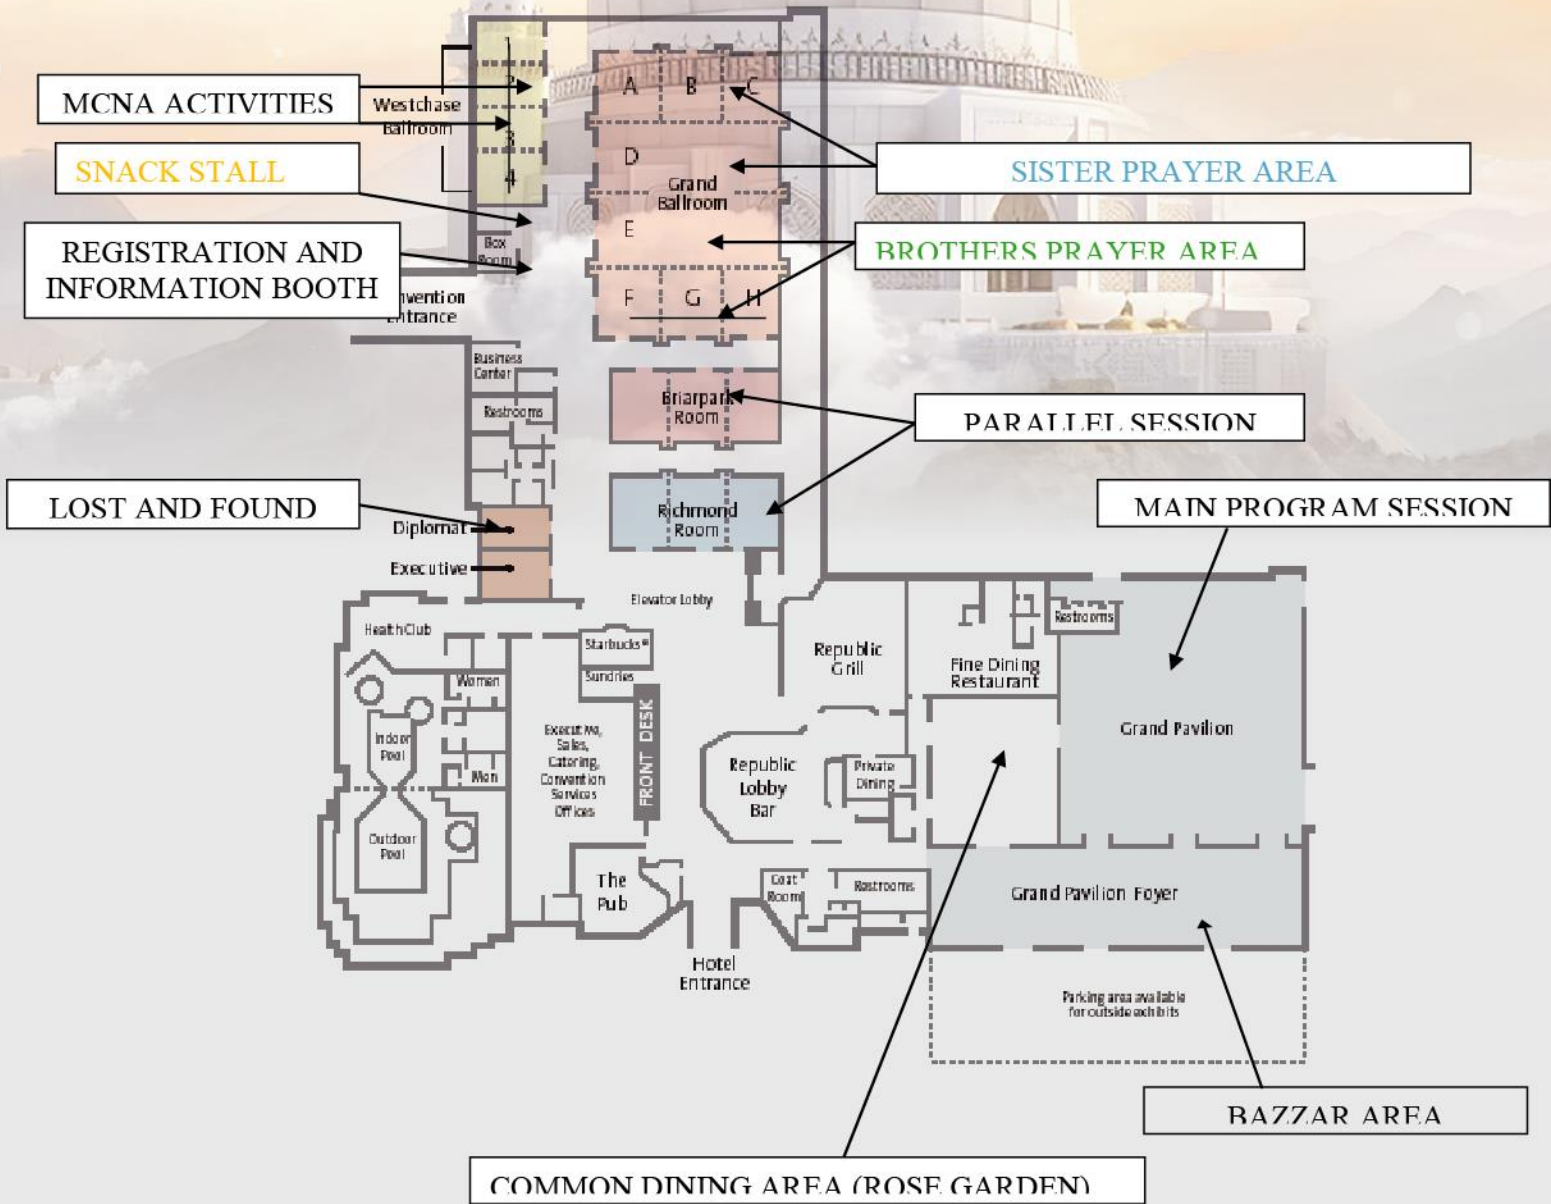 1
2
3
4
MCNA ACTIVITIES
Westchase
Ballroom
SNACK STALL
REGISTRATION AND
INFORMATION BOOTH
Box
Room
Entrance
A
B
C
D
Grand
Ballroom
E
F
G
H
SISTER PRAYER AREA
BROTHERS PRAYER AREA
Business
Center
Restrooms
Briarpark
Room
PARALLEL SESSION
Richmond
Room
LOST AND FOUND
Diplomat
Executive
MAIN PROGRAM SESSION
Elevator Lobby
Health Club
Starbucks®
Sundries
Women
Indoor
Pool
Men
Outdoor
Pool
Executive,
Sales,
Catering,
Convention
Services
Offices
FRONT DESK
Republic
Grill
Fine Dining
Restaurant
Restrooms
Grand Pavilion
Republic
Lobby
Bar
Private
Dining
The
Pub
Coat
Room
Restrooms
Grand Pavilion Foyer
Hotel
Entrance
Parking area available
for outside exhibits
BAZZAR AREA
COMMON DINING AREA (ROSE GARDEN)